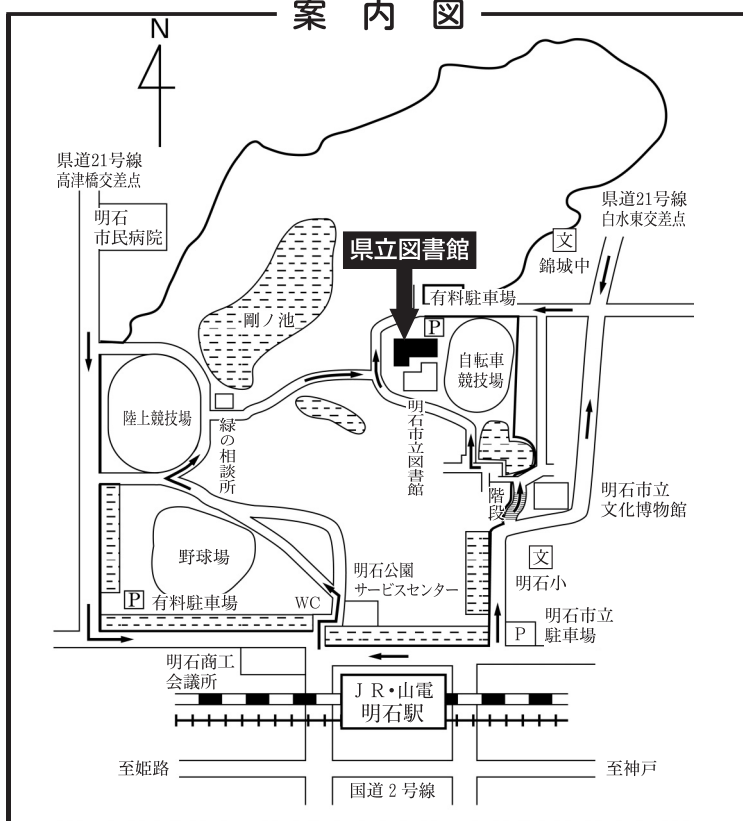 案内図
N
県道21号線
高津橋交差点
明石
市民病院
県道21号線
白水東交差点
文
錦城中
県立図書館
有料駐車場
P
剛ノ池
自転車
競技場
陸上競技場
緑の相談所
明石市立図書館
階段
明石市立
文化博物館
野球場
文
明石小
明石公園
サービスセンター
P 有料駐車場
WC
P
明石市立
駐車場
明石商工
会議所
JR・山電
明石駅
至姫路
至神戸
国道2号線